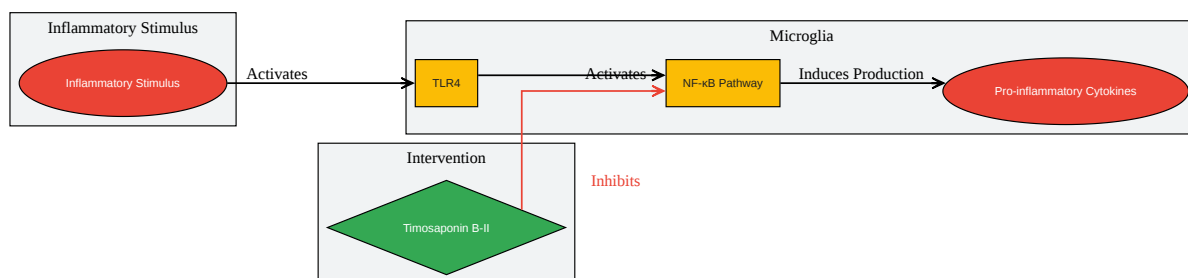 Inflammatory Stimulus
Inflammatory Stimulus
Activates
Microglia
TLR4
Activates
NF-κB Pathway
Induces Production
Pro-inflammatory Cytokines
Intervention
Timosaponin B-II
Inhibits